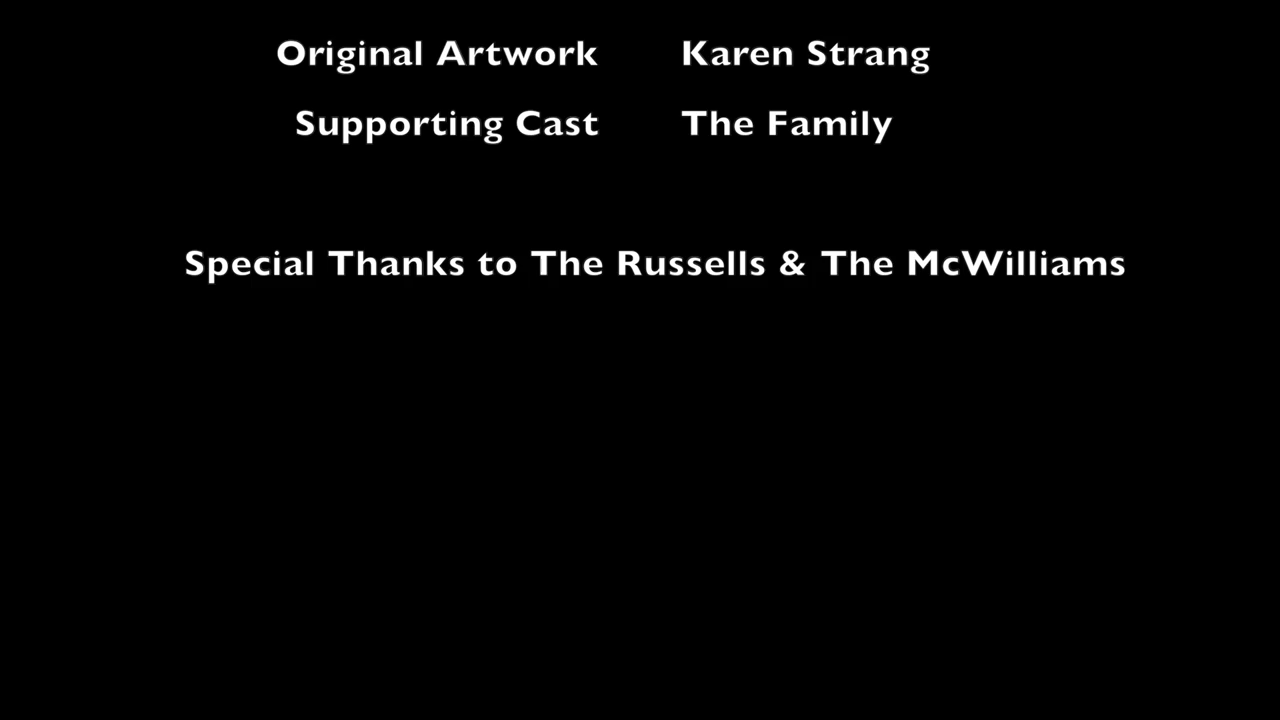 Original Artwork Karen Strang
Supporting Cast The Family
Special Thanks to The Russells & The McWilliams